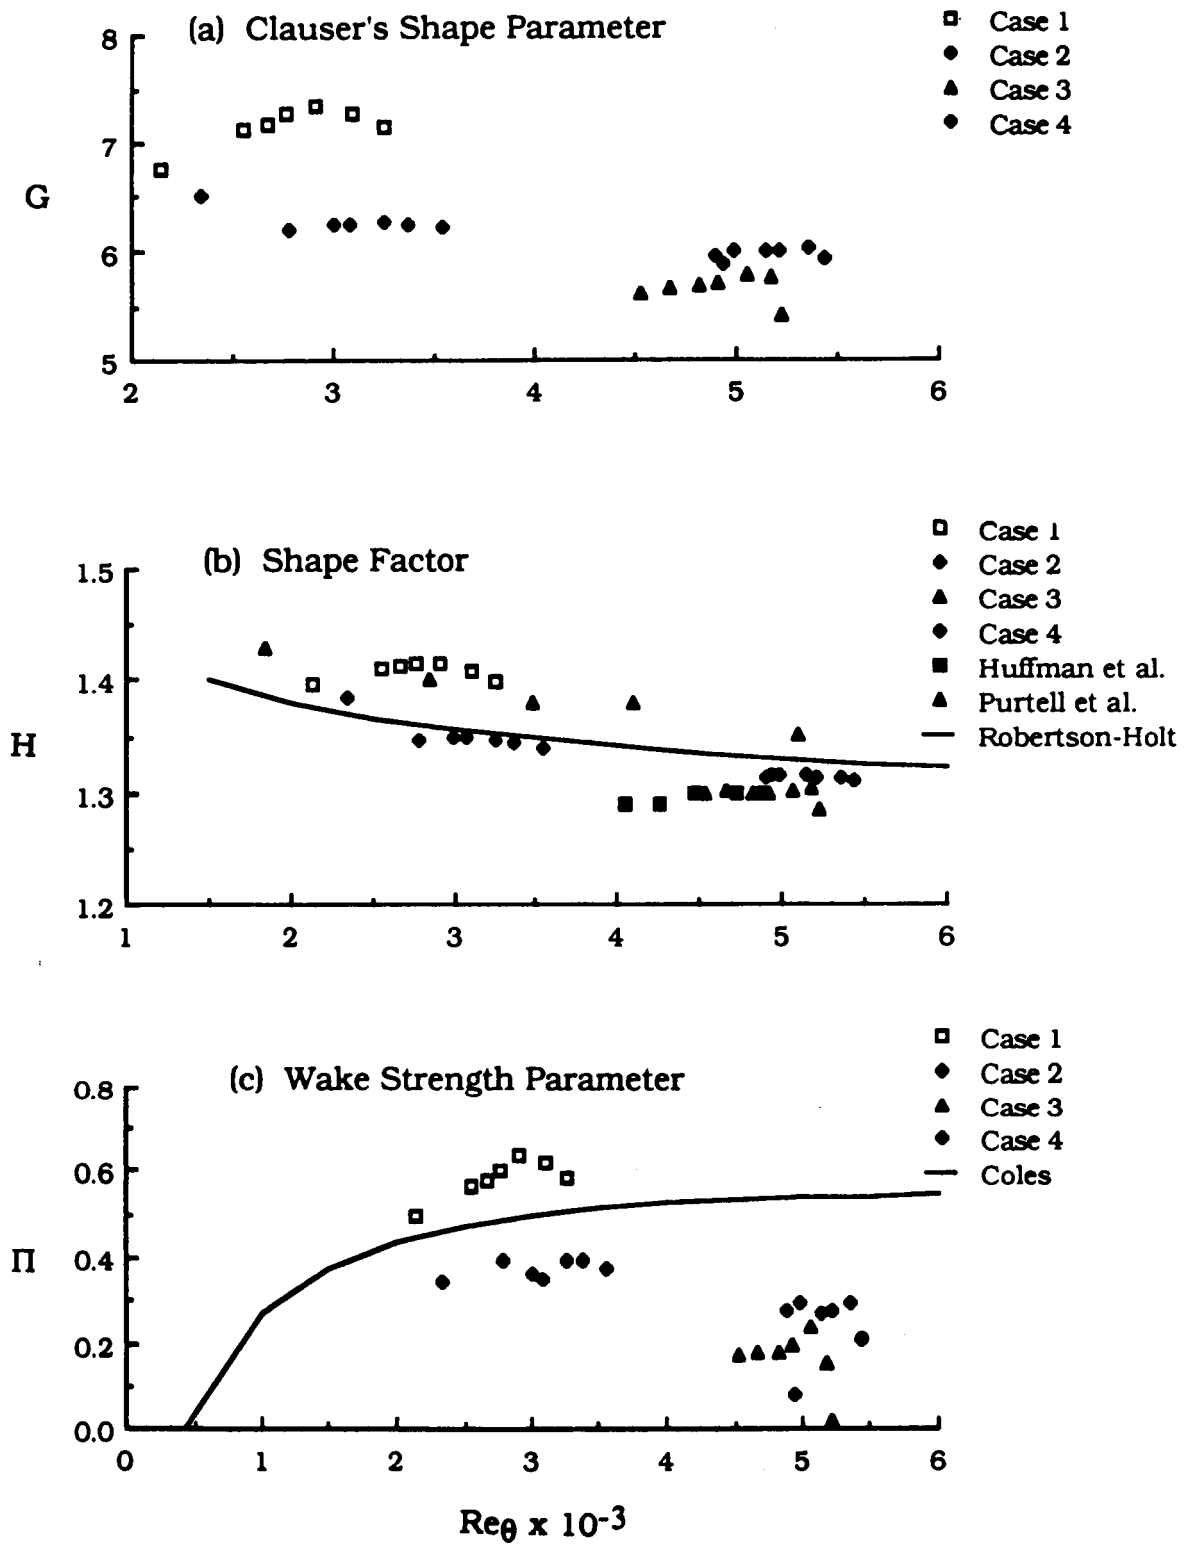 (a) Clauser's Shape Parameter
Case 1
Case 2
Case 3
Case 4
8
7
6
5
G
2 3 4 5 6
(b) Shape Factor
Case 1
Case 2
Case 3
Case 4
Huffman et al.
Purtell et al.
Robertson-Holt
1.5
1.4
1.3
1.2
H
1 2 3 4 5 6
(c) Wake Strength Parameter
Case 1
Case 2
Case 3
Case 4
Coles
0.8
0.6
0.4
0.2
0.0
Π
0 1 2 3 4 5 6
Reθ x 10-3